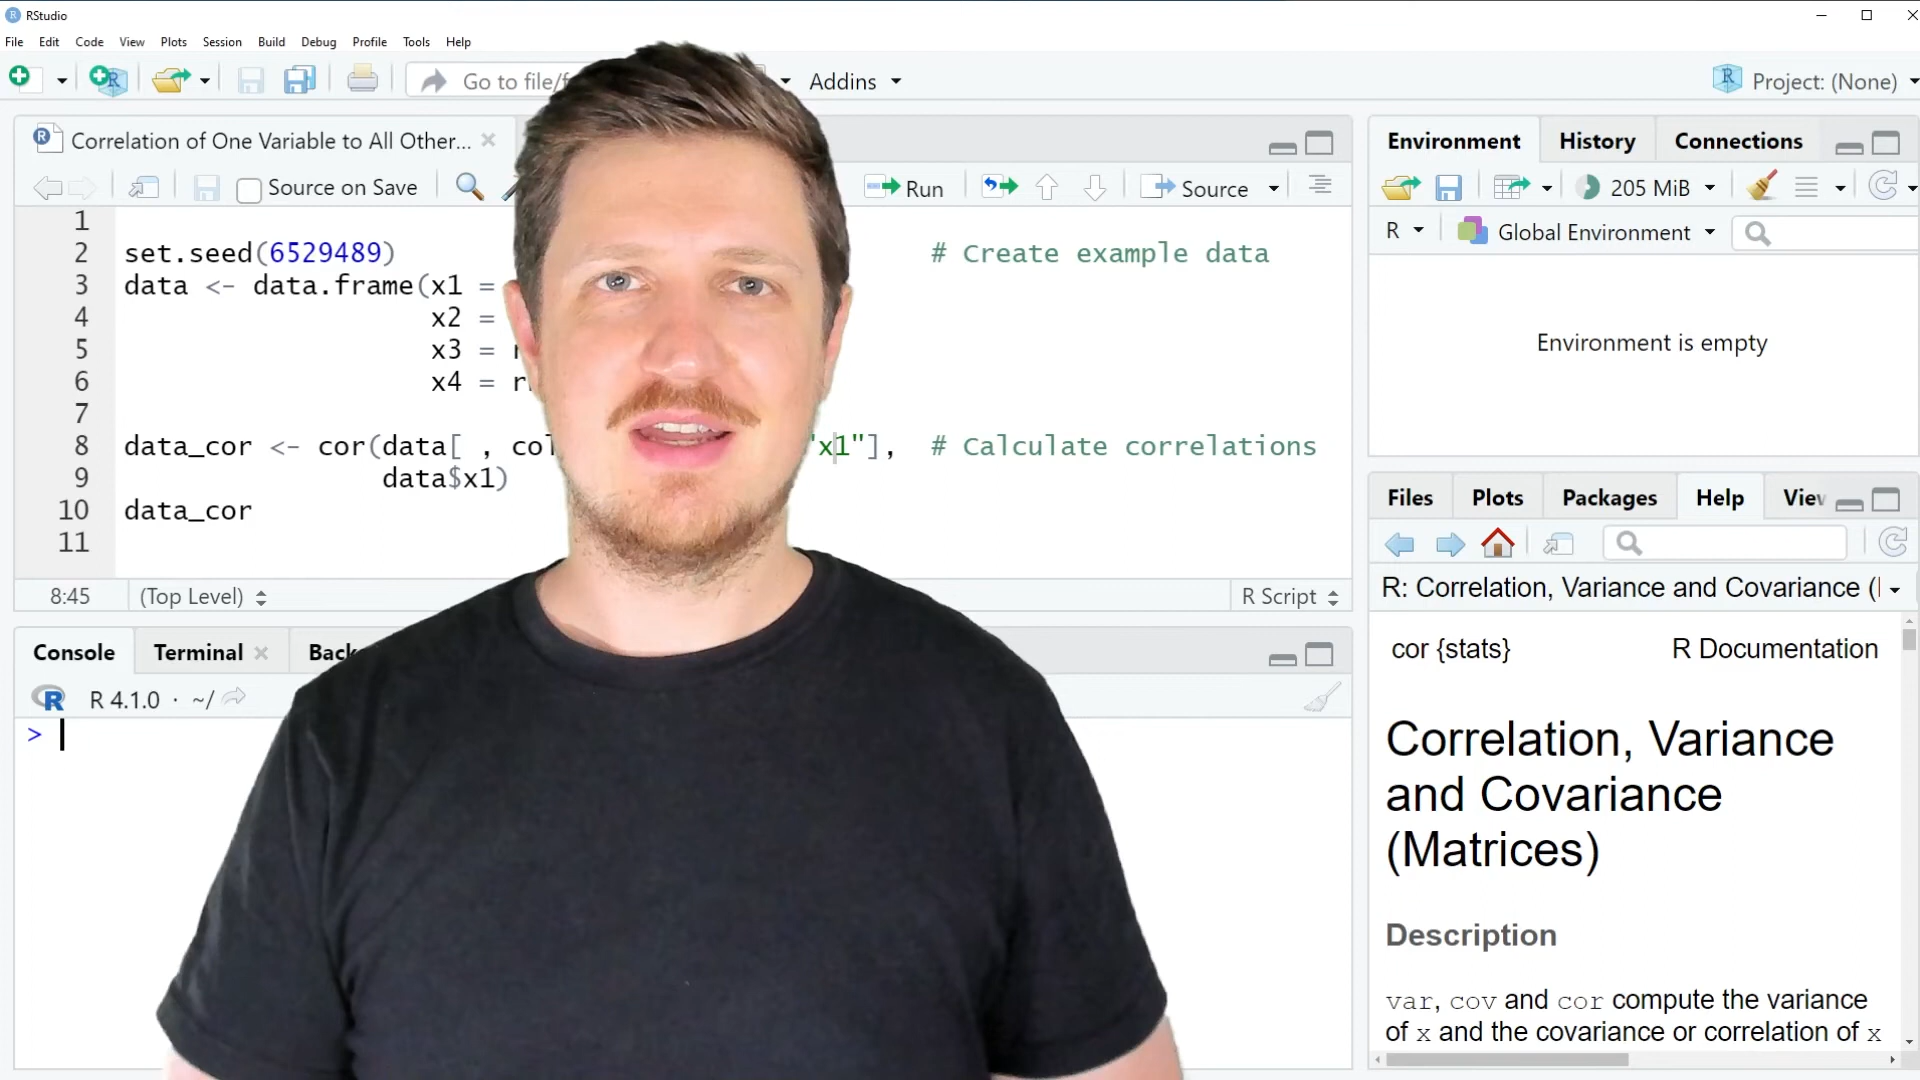 RStudio
File Edit Code View Plots Session Build Debug Profile Tools Help
Go to file/f Addins Project: (None)
Correlation of One Variable to All Other...
Source on Save Run Source
1
2 set.seed(6529489) # Create example data
3 data <- data.frame(x1 =
4 x2 =
5 x3 = r
6 x4 = r
7
8 data_cor <- cor(data[ , col "x1"], # Calculate correlations
9 data$x1)
10 data_cor
11
8:45 (Top Level) R Script
Console Terminal Back
R 4.1.0 · ~/
>
Environment History Connections
205 MiB
R Global Environment
Environment is empty
Files Plots Packages Help View
R: Correlation, Variance and Covariance (
cor {stats} R Documentation
Correlation, Variance
and Covariance
(Matrices)
Description
var, cov and cor compute the variance
of x and the covariance or correlation of x